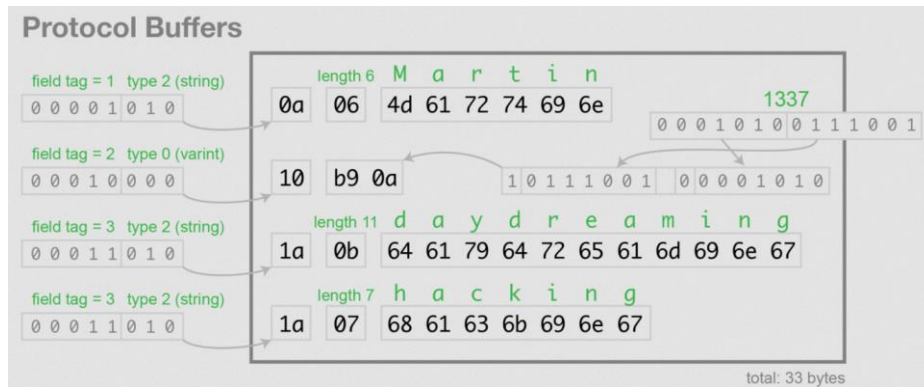 Protocol Buffers
field tag = 1 type 2 (string)
0 0 0 0 1 0 1 0
length 6 M a r t i n
0a 06 4d 61 72 74 69 6e
1337
0 0 0 1 0 1 0 0 1 1 1 0 0 1
field tag = 2 type 0 (varint)
0 0 0 1 0 0 0 0
10 b9 0a
1 0 1 1 1 0 0 1 0 0 0 0 1 0 1 0
field tag = 3 type 2 (string)
0 0 0 1 1 0 1 0
length 11 d a y d r e a m i n g
1a 0b 64 61 79 64 72 65 61 6d 69 6e 67
field tag = 3 type 2 (string)
0 0 0 1 1 0 1 0
length 7 h a c k i n g
1a 07 68 61 63 6b 69 6e 67
total: 33 bytes